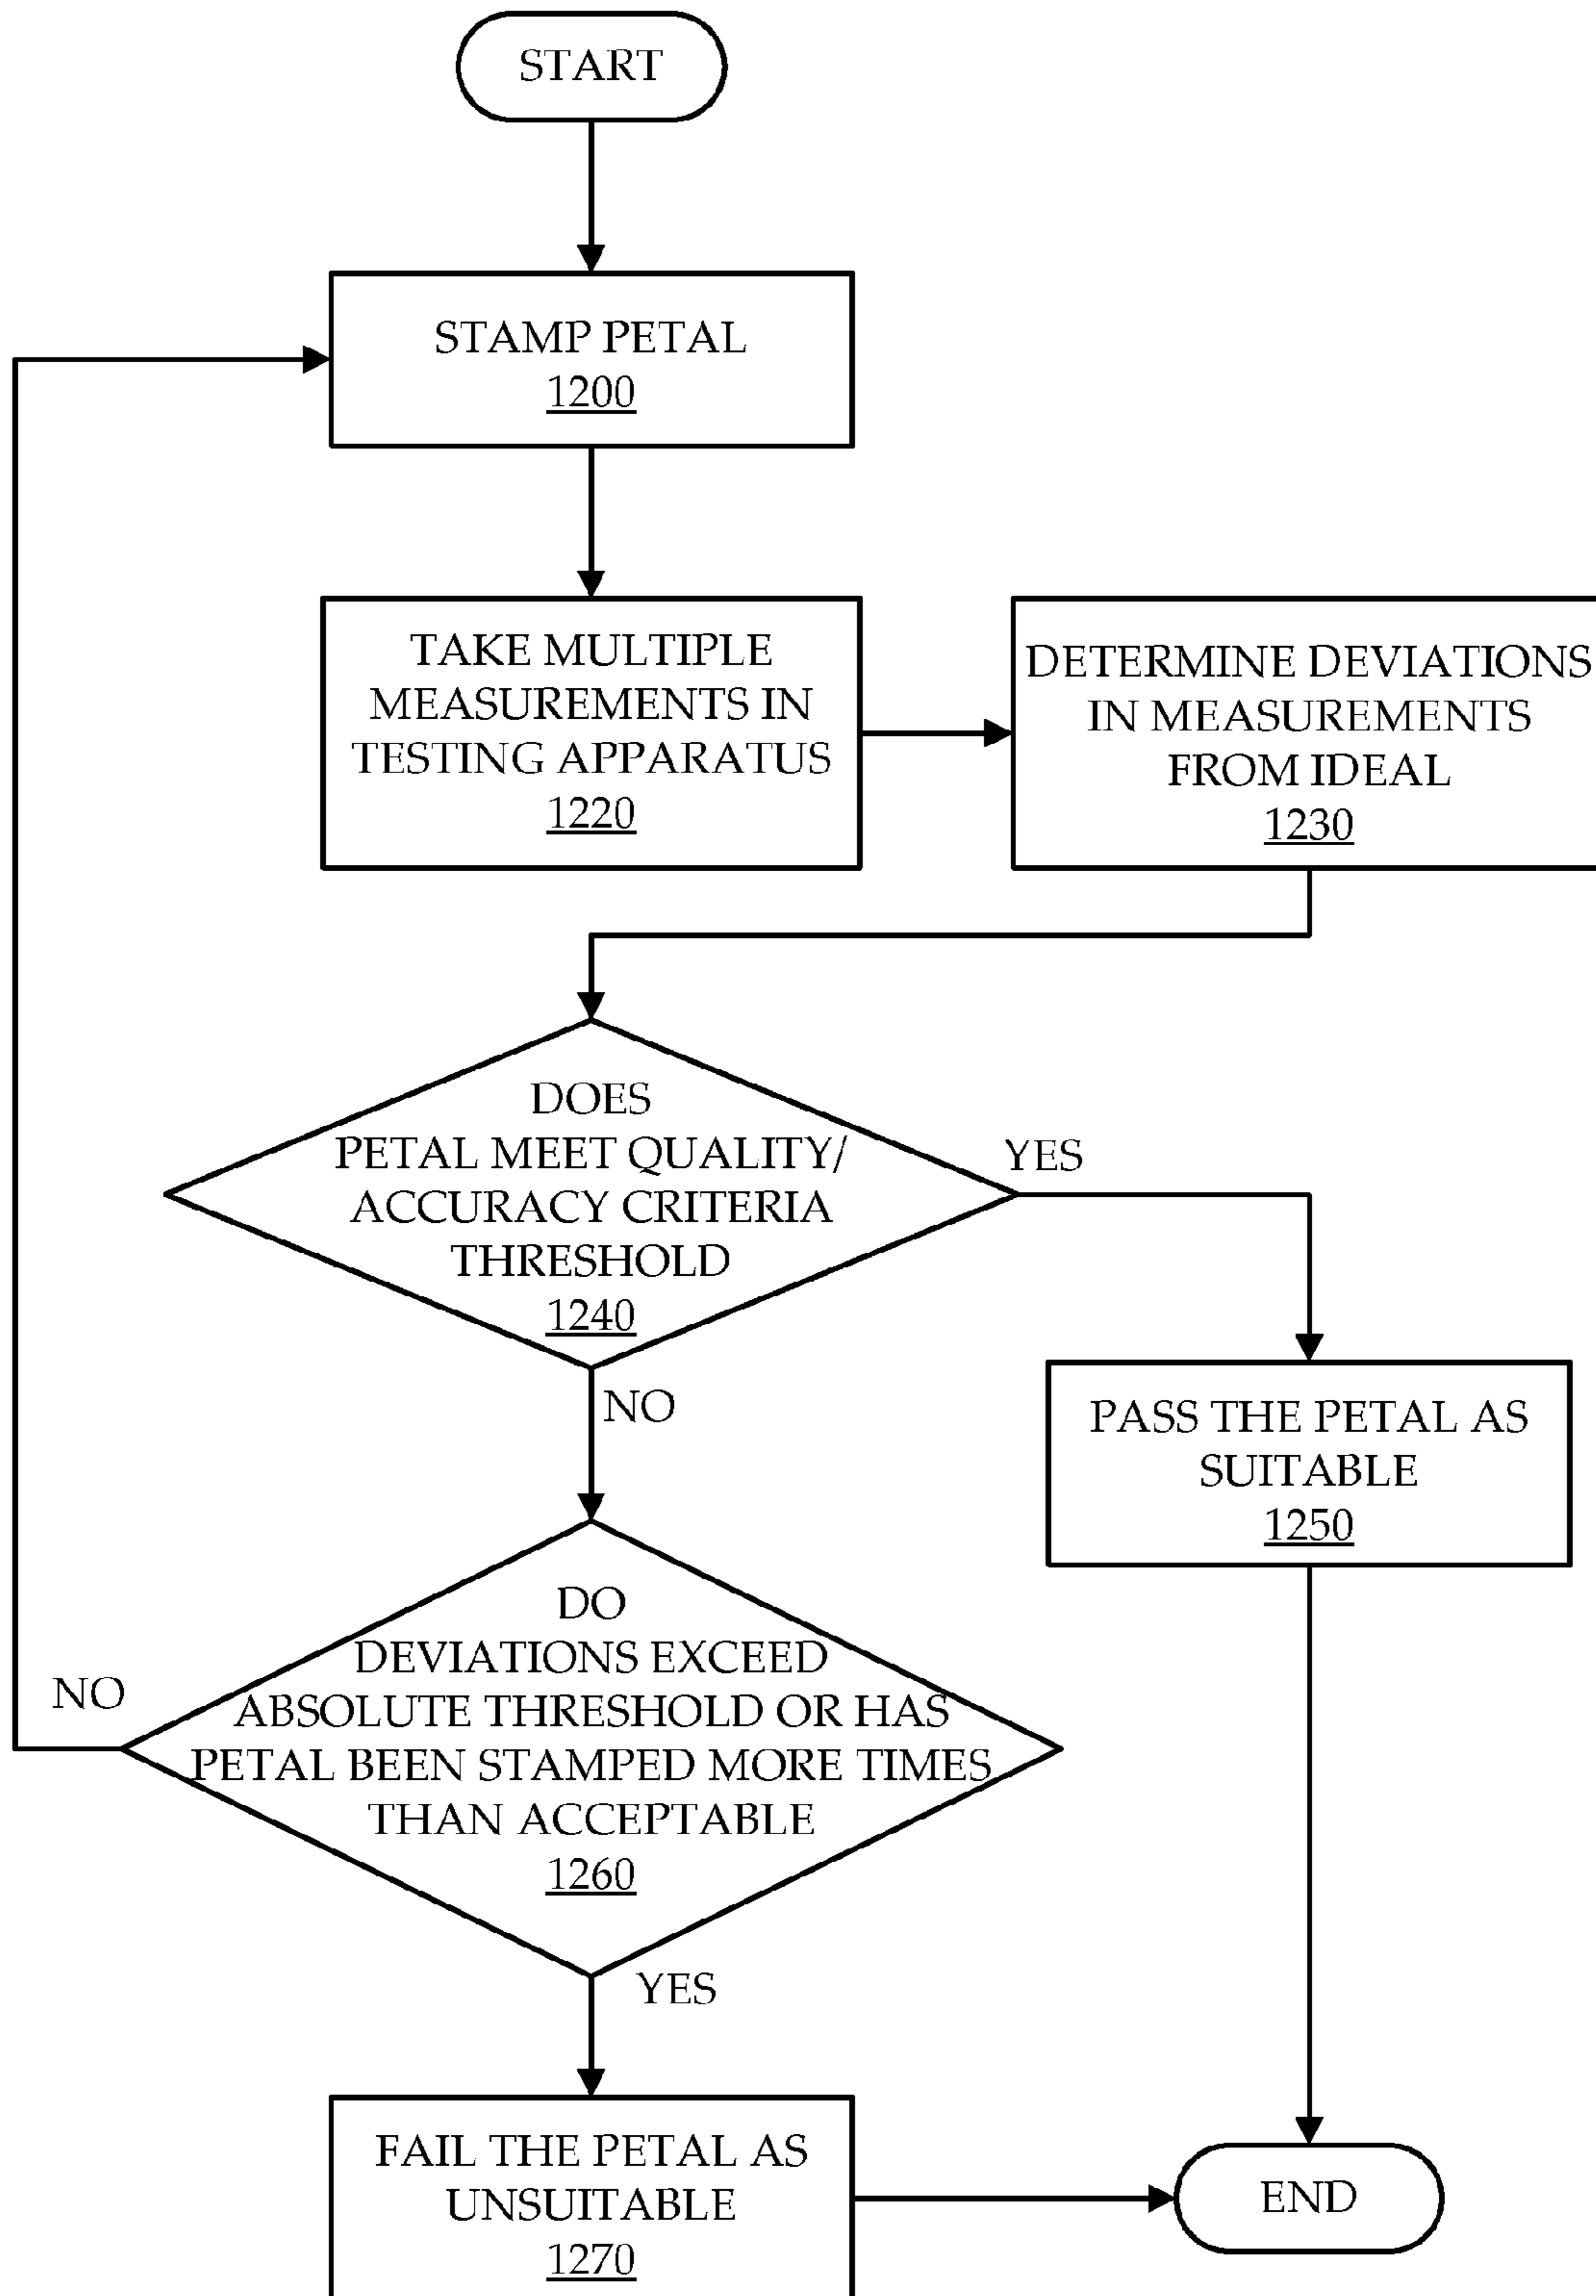 START
STAMP PETAL
1200
TAKE MULTIPLE
MEASUREMENTS IN
TESTING APPARATUS
1220
DETERMINE DEVIATIONS
IN MEASUREMENTS
FROM IDEAL
1230
DOES
PETAL MEET QUALITY/
ACCURACY CRITERIA
THRESHOLD
1240
YES
NO
PASS THE PETAL AS
SUITABLE
1250
DO
DEVIATIONS EXCEED
ABSOLUTE THRESHOLD OR HAS
PETAL BEEN STAMPED MORE TIMES
THAN ACCEPTABLE
1260
NO
YES
FAIL THE PETAL AS
UNSUITABLE
1270
END